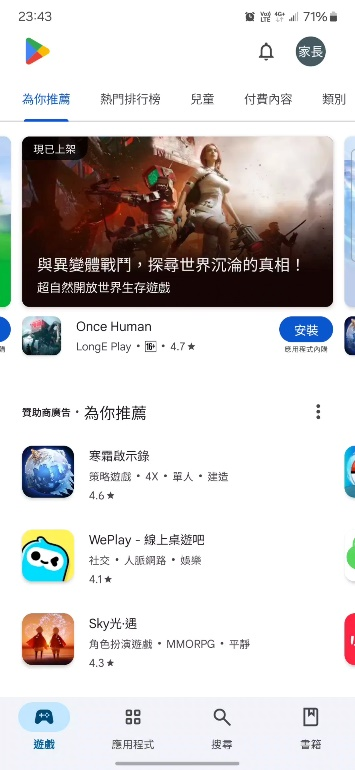 23:43
Vo) LTE 4G+ 71%
家長
為你推薦 熱門排行榜 兒童 付費內容 類別
現已上架
與異變體戰鬥，探尋世界沉淪的真相！
超自然開放世界生存遊戲
Once Human
LongE Play • 16+ • 4.7★
安裝
應用程式內購
購
贊助商廣告・為你推薦
寒霜啟示錄
策略遊戲 • 4X • 單人 • 建造
4.6★
WePlay - 線上桌遊吧
社交 • 人脈網路 • 娛樂
4.1★
Sky光·遇
角色扮演遊戲 • MMORPG • 平靜
4.3★
遊戲 應用程式 搜尋 書籍